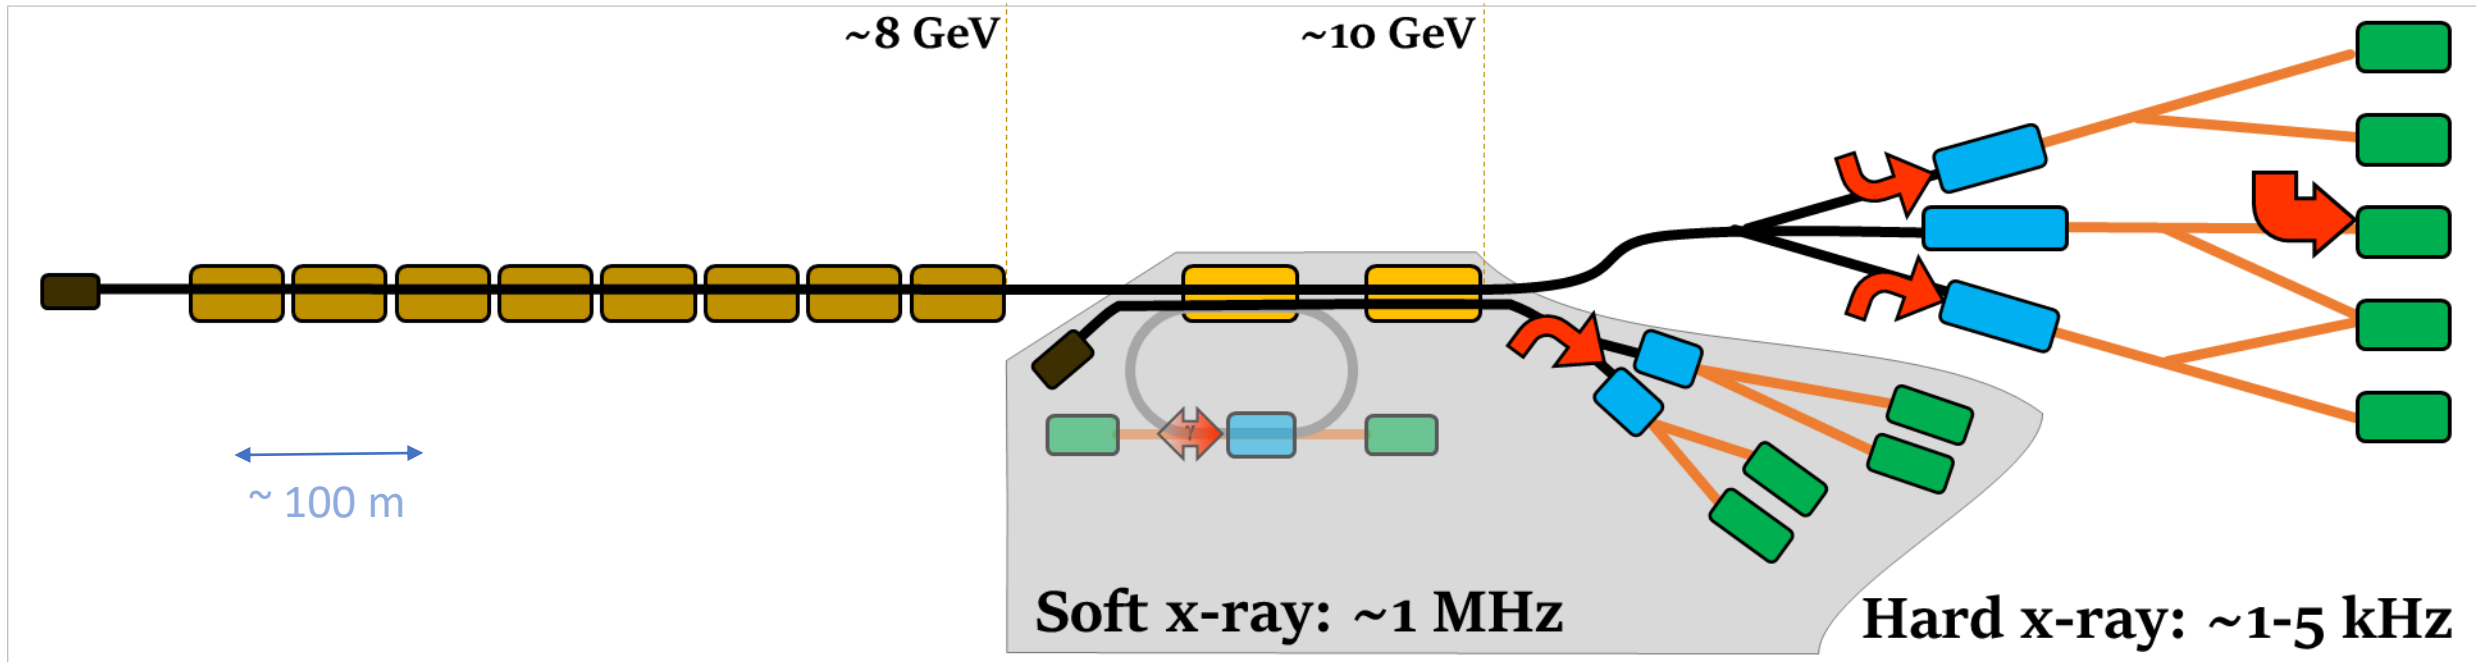 ~8 GeV
~10 GeV
γ
~ 100 m
Soft x-ray: ~1 MHz
Hard x-ray: ~1-5 kHz